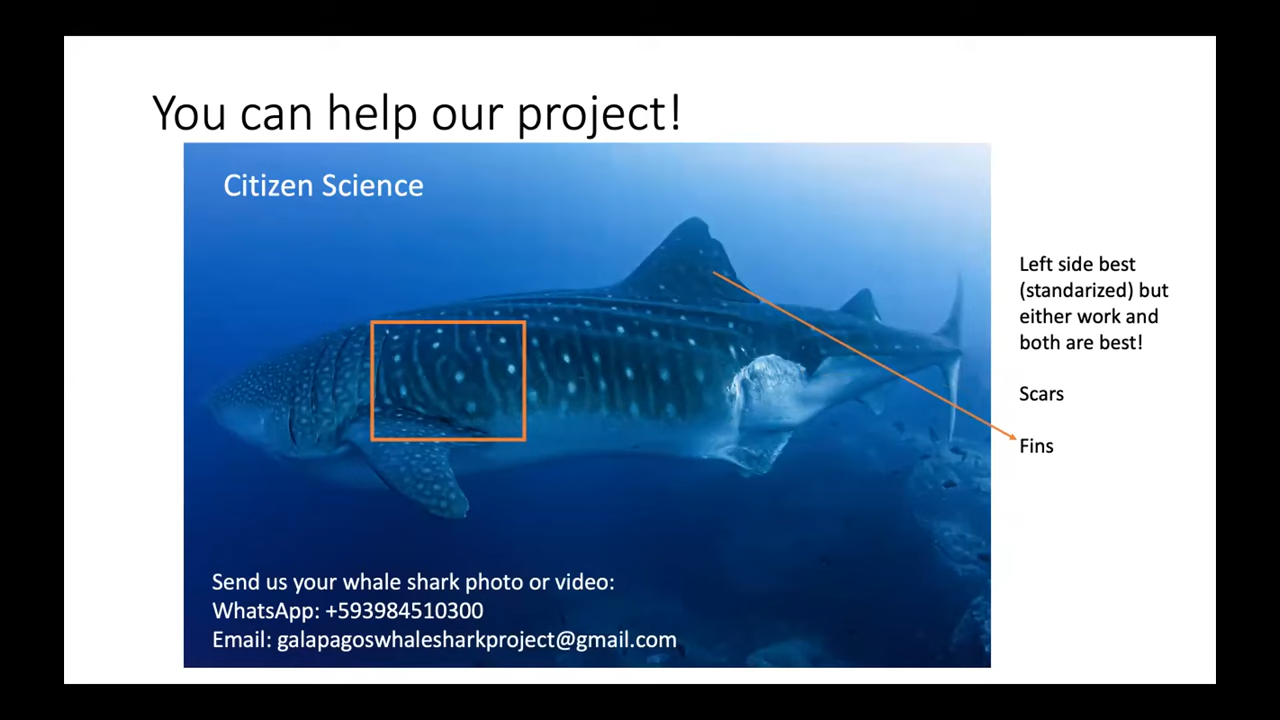 You can help our project!
Citizen Science
Left side best
(standarized) but
either work and
both are best!
Scars
Fins
Send us your whale shark photo or video:
WhatsApp: +593984510300
Email: galapagoswhalesharkproject@gmail.com